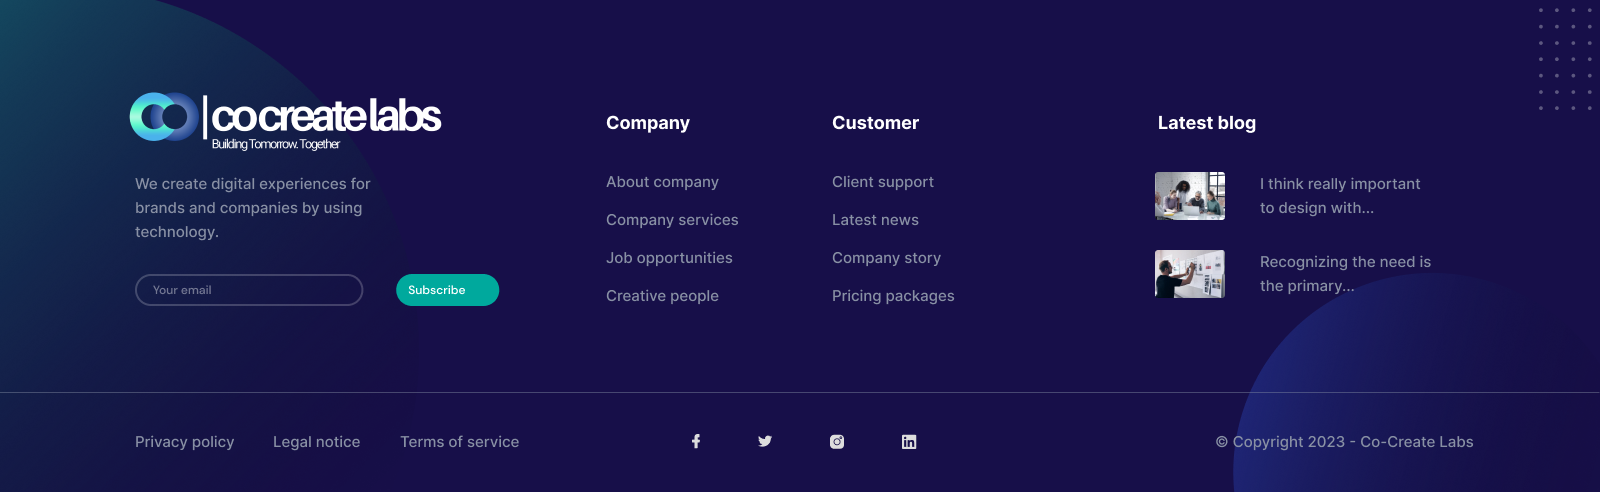 co create labs
Building Tomorrow. Together
We create digital experiences for
brands and companies by using
technology.
Your email
Subscribe
Company
About company
Company services
Job opportunities
Creative people
Customer
Client support
Latest news
Company story
Pricing packages
Latest blog
I think really important
to design with...
Recognizing the need is
the primary...
Privacy policy
Legal notice
Terms of service
© Copyright 2023 - Co-Create Labs